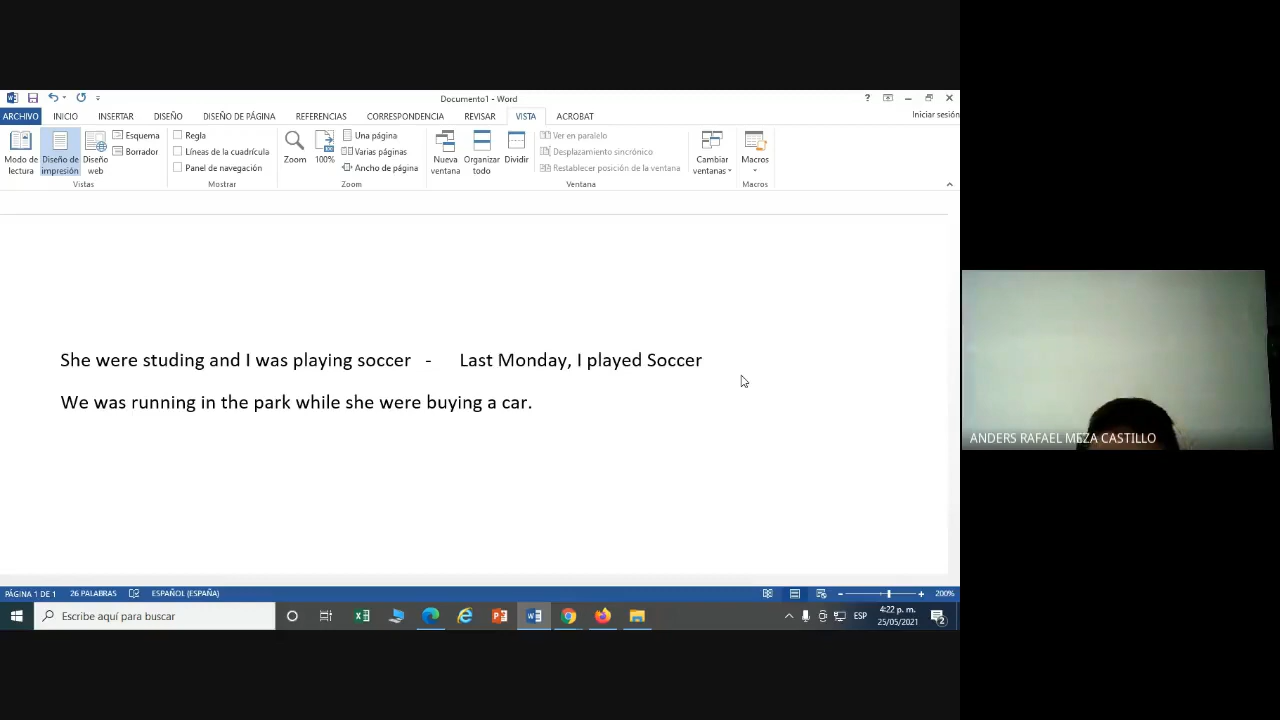 Documento1 - Word
Iniciar sesión
ARCHIVO INICIO INSERTAR DISEÑO DISEÑO DE PÁGINA REFERENCIAS CORRESPONDENCIA REVISAR VISTA ACROBAT
Modo de lectura
Diseño de impresión
Diseño web
Esquema
Borrador
Vistas
Regla
Líneas de la cuadrícula
Panel de navegación
Mostrar
Zoom
100%
Una página
Varias páginas
Ancho de página
Zoom
Nueva ventana
Organizar todo
Dividir
Ver en paralelo
Desplazamiento sincrónico
Restablecer posición de la ventana
Ventana
Cambiar ventanas
Macros
Macros
She were studing and I was playing soccer - Last Monday, I played Soccer
We was running in the park while she were buying a car.
ANDERS RAFAEL MEZA CASTILLO
PÁGINA 1 DE 1 26 PALABRAS ESPAÑOL (ESPAÑA) 200%
Escribe aquí para buscar
ESP
4:22 p. m.
25/05/2021
2